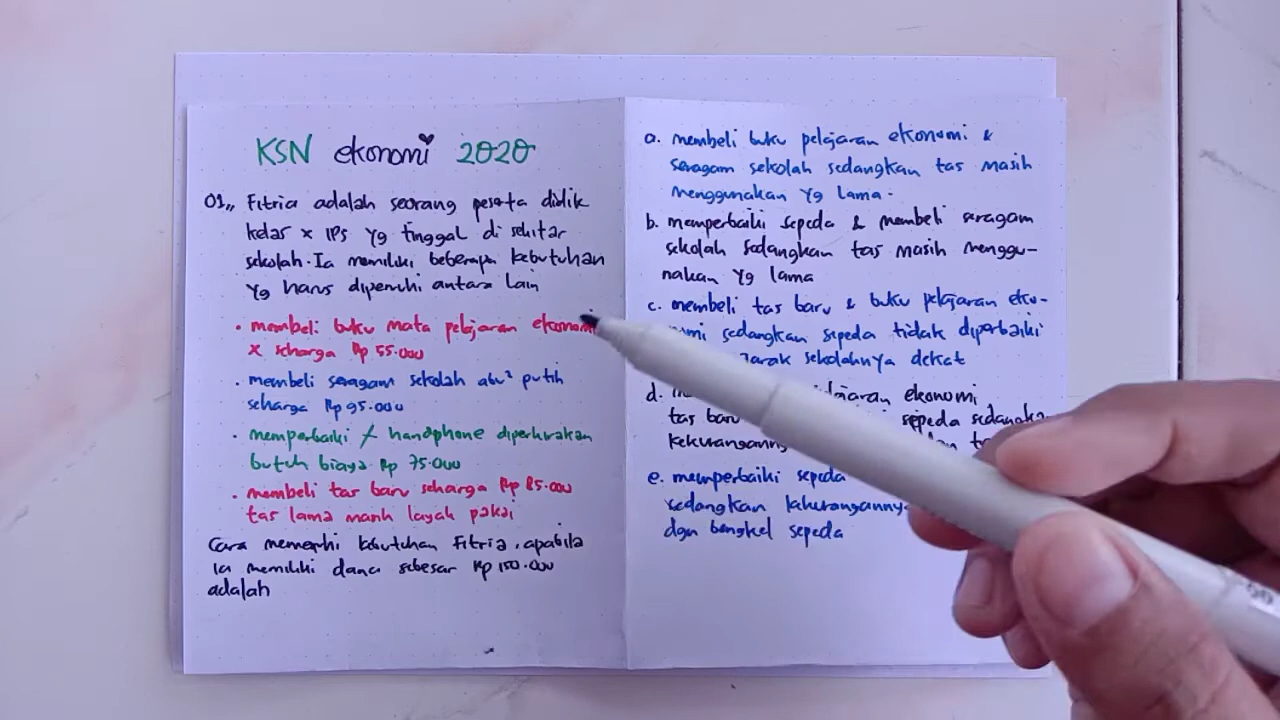 KSN ekonomi 2020
01,, Fitria adalah seorang peserta didik
kelas X IPS yg tinggal di sekitar
sekolah. Ia memiliki beberapa kebutuhan
yg harus dipenuhi antara lain
• membeli buku mata pelajaran ekonomi
X seharga Rp 55.000
• membeli seragam sekolah abu² putih
seharga Rp 95.000
• memperbaiki handphone diperkirakan
butuh biaya Rp 75.000
• membeli tas baru seharga Rp 85.000
tas lama masih layak pakai
Cara memenuhi kebutuhan Fitria, apabila
Ia memiliki dana sebesar Rp 150.000
adalah
a. membeli buku pelajaran ekonomi &
seragam sekolah sedangkan tas masih
menggunakan yg lama.
b. memperbaiki sepeda & membeli seragam
sekolah sedangkan tas masih menggu-
nakan yg lama
c. membeli tas baru & buku pelajaran eko-
nomi sedangkan sepeda tidak diperbaiki
jarak sekolahnya dekat
d. ekonomi
tas baru sepeda
e. memperbaiki sepeda
sedangkan
dgn bengkel sepeda